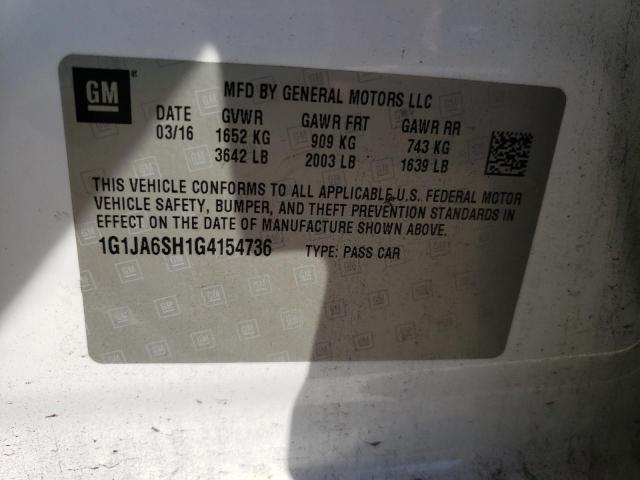 GM
MFD BY GENERAL MOTORS LLC
DATE GVWR GAWR FRT GAWR RR
03/16 1652 KG 909 KG 743 KG
3642 LB 2003 LB 1639 LB
THIS VEHICLE CONFORMS TO ALL APPLICABLE U.S. FEDERAL MOTOR
VEHICLE SAFETY, BUMPER, AND THEFT PREVENTION STANDARDS IN
EFFECT ON THE DATE OF MANUFACTURE SHOWN ABOVE.
1G1JA6SH1G4154736 TYPE: PASS CAR